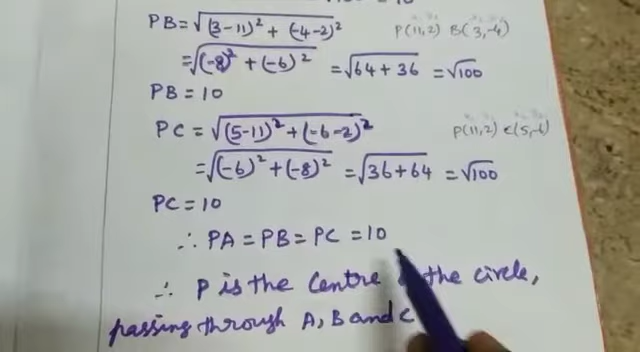 PB = √(3-11)² + (-4-2)² P(11,2) B(3,-4)
= √(-8)² + (-6)² = √64 + 36 = √100
PB = 10
PC = √(5-11)² + (-6-2)² P(11,2) C(5,-6)
= √(-6)² + (-8)² = √36+64 = √100
PC = 10
∴ PA = PB = PC = 10
∴ P is the Centre the circle,
passing through A, B and C